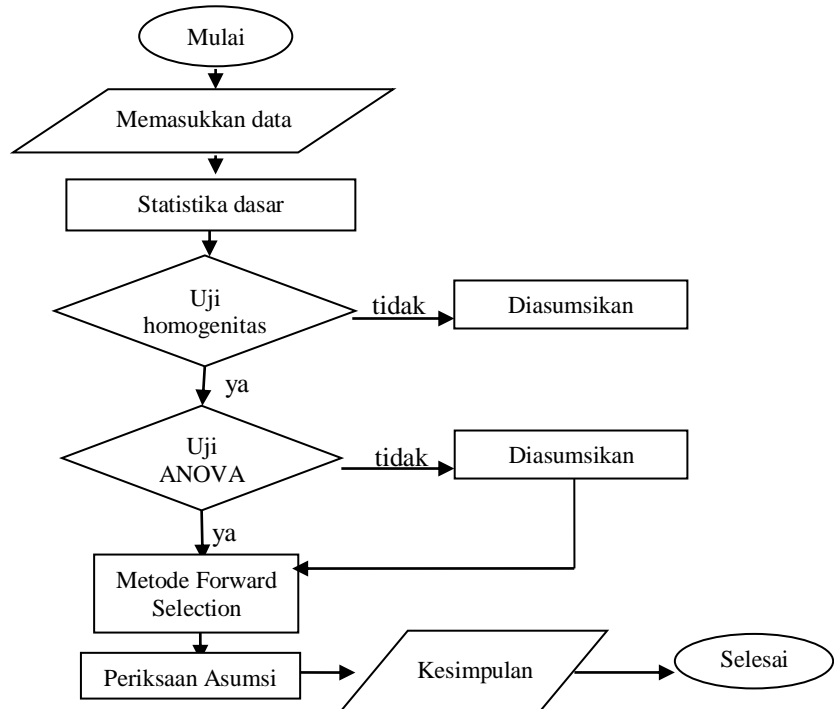 Mulai
Memasukkan data
Statistika dasar
Uji
homogenitas
tidak
Diasumsikan
ya
Uji
ANOVA
tidak
Diasumsikan
ya
Metode Forward
Selection
Periksaan Asumsi
Kesimpulan
Selesai